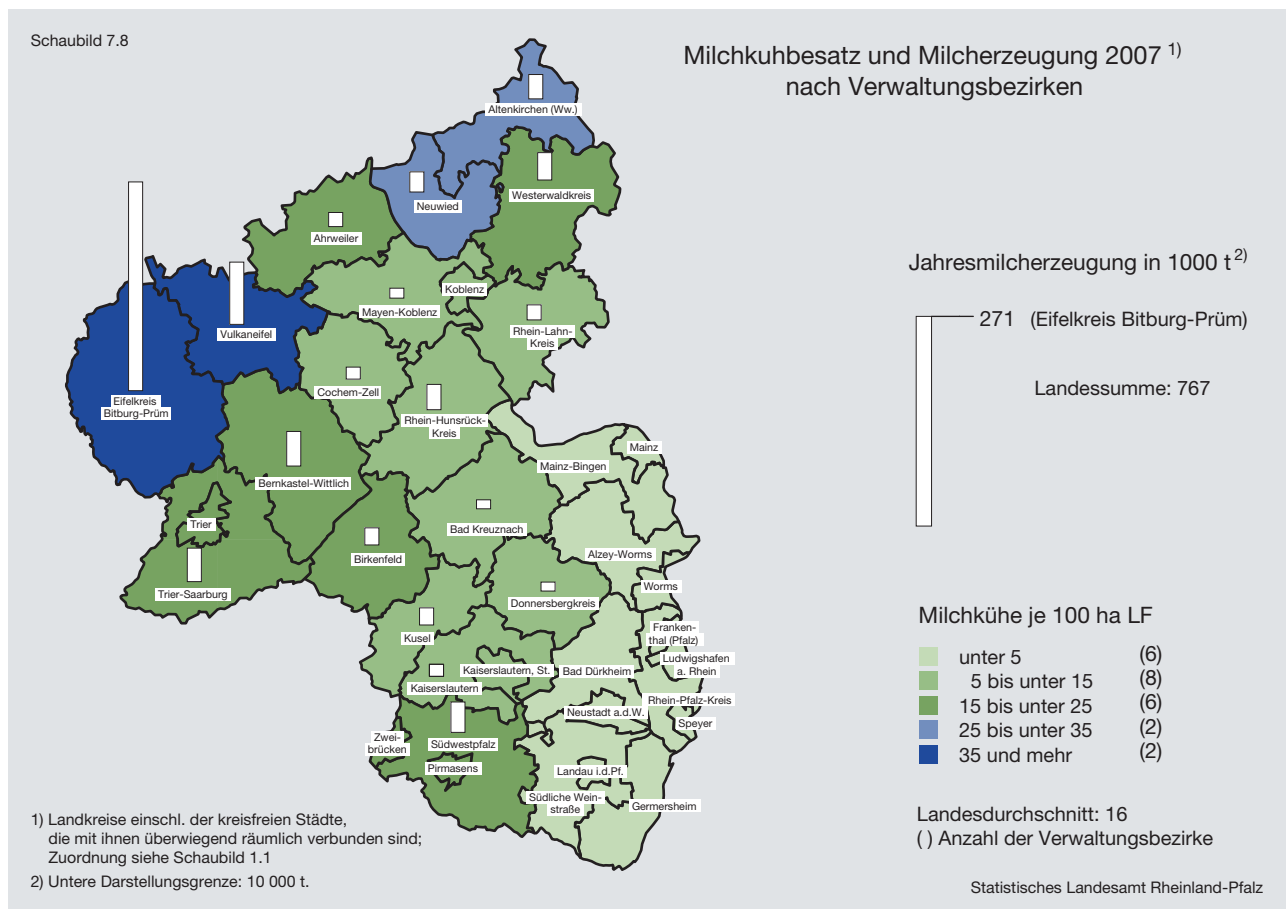 Schaubild 7.8
Milchkuhbesatz und Milcherzeugung 2007 1)
nach Verwaltungsbezirken
Altenkirchen (Ww.)
Westerwaldkreis
Neuwied
Ahrweiler
Koblenz
Mayen-Koblenz
Vulkaneifel
Rhein-Lahn-
Kreis
Cochem-Zell
Eifelkreis
Bitburg-Prüm
Rhein-Hunsrück-
Kreis
Mainz
Mainz-Bingen
Bernkastel-Wittlich
Trier
Bad Kreuznach
Birkenfeld
Alzey-Worms
Trier-Saarburg
Worms
Donnersbergkreis
Kusel
Franken-
thal (Pfalz)
Ludwigshafen
a. Rhein
Kaiserslautern, St.
Bad Dürkheim
Kaiserslautern
Rhein-Pfalz-Kreis
Neustadt a.d.W.
Speyer
Zwei-
brücken
Südwestpfalz
Pirmasens
Landau i.d.Pf.
Südliche Wein-
straße
Germersheim
Jahresmilcherzeugung in 1000 t 2)
271 (Eifelkreis Bitburg-Prüm)
Landessumme: 767
Milchkühe je 100 ha LF
unter 5 (6)
5 bis unter 15 (8)
15 bis unter 25 (6)
25 bis unter 35 (2)
35 und mehr (2)
Landesdurchschnitt: 16
( ) Anzahl der Verwaltungsbezirke
1) Landkreise einschl. der kreisfreien Städte,
die mit ihnen überwiegend räumlich verbunden sind;
Zuordnung siehe Schaubild 1.1
2) Untere Darstellungsgrenze: 10 000 t.
Statistisches Landesamt Rheinland-Pfalz